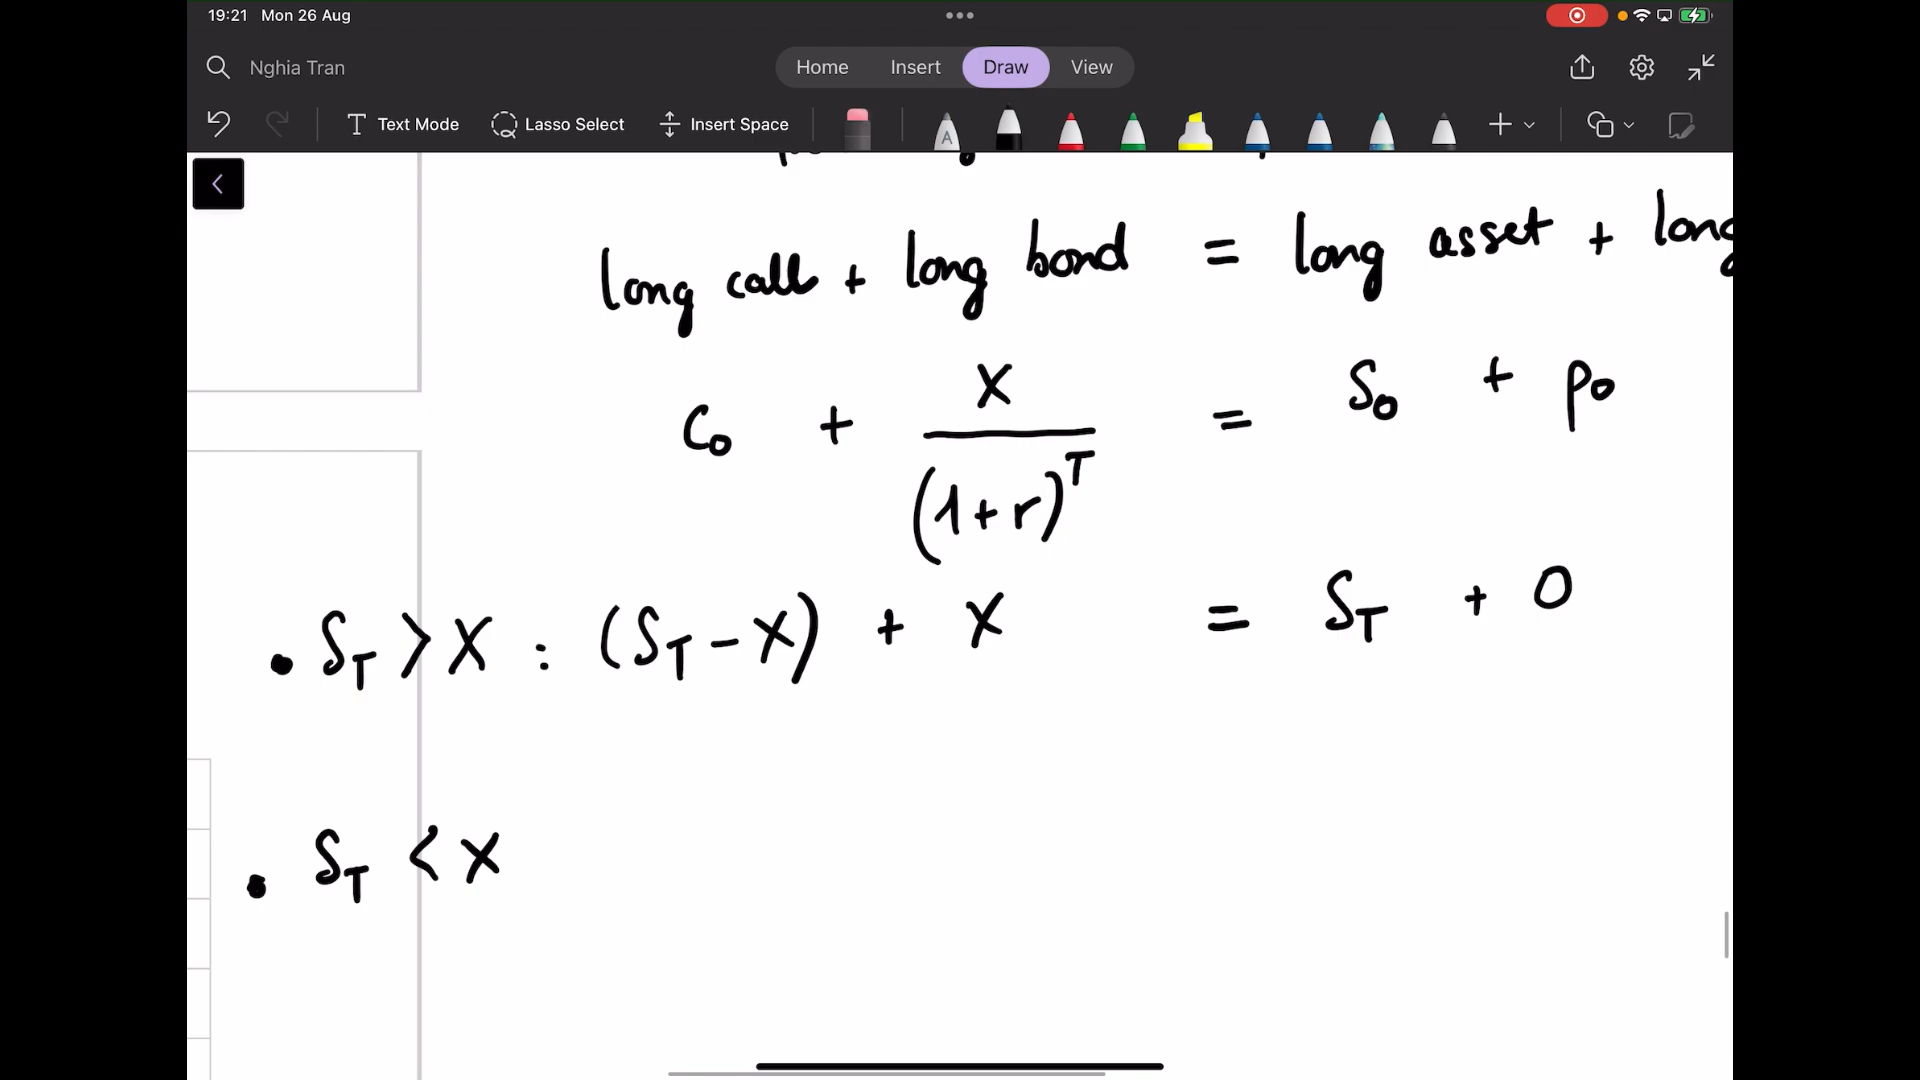 19:21 Mon 26 Aug
Nghia Tran Home Insert Draw View
Text Mode Lasso Select Insert Space A
long call + long bond = long asset + long
C₀ + X / (1+r)^T = S₀ + p₀
• S_T > X : (S_T - X) + X = S_T + 0
• S_T < X